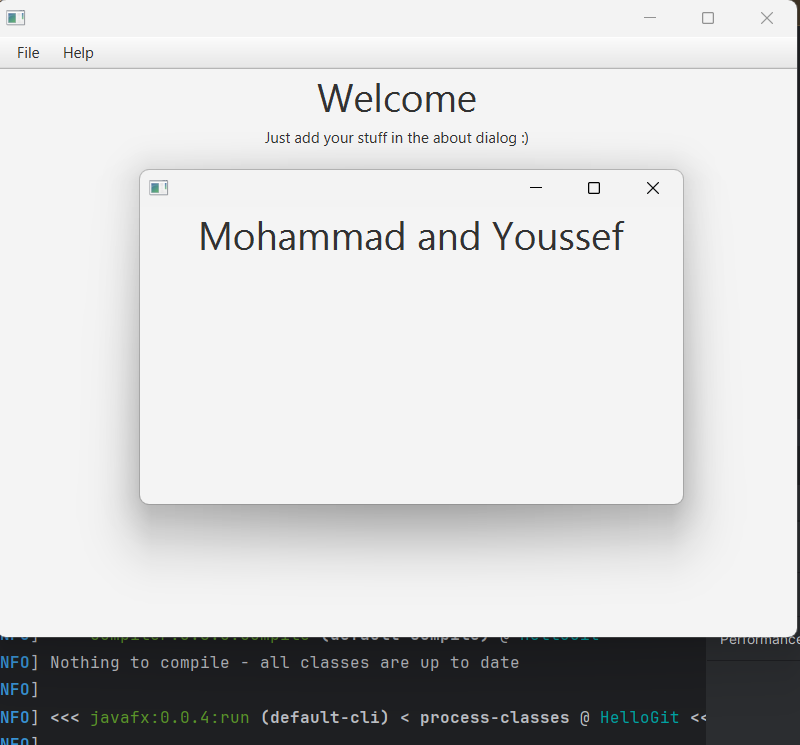 File Help
Welcome
Just add your stuff in the about dialog :)
Mohammad and Youssef
Performance
NFO] Nothing to compile - all classes are up to date
NFO]
NFO] <<< javafx:0.0.4:run (default-cli) < process-classes @ HelloGit <<
NFO]